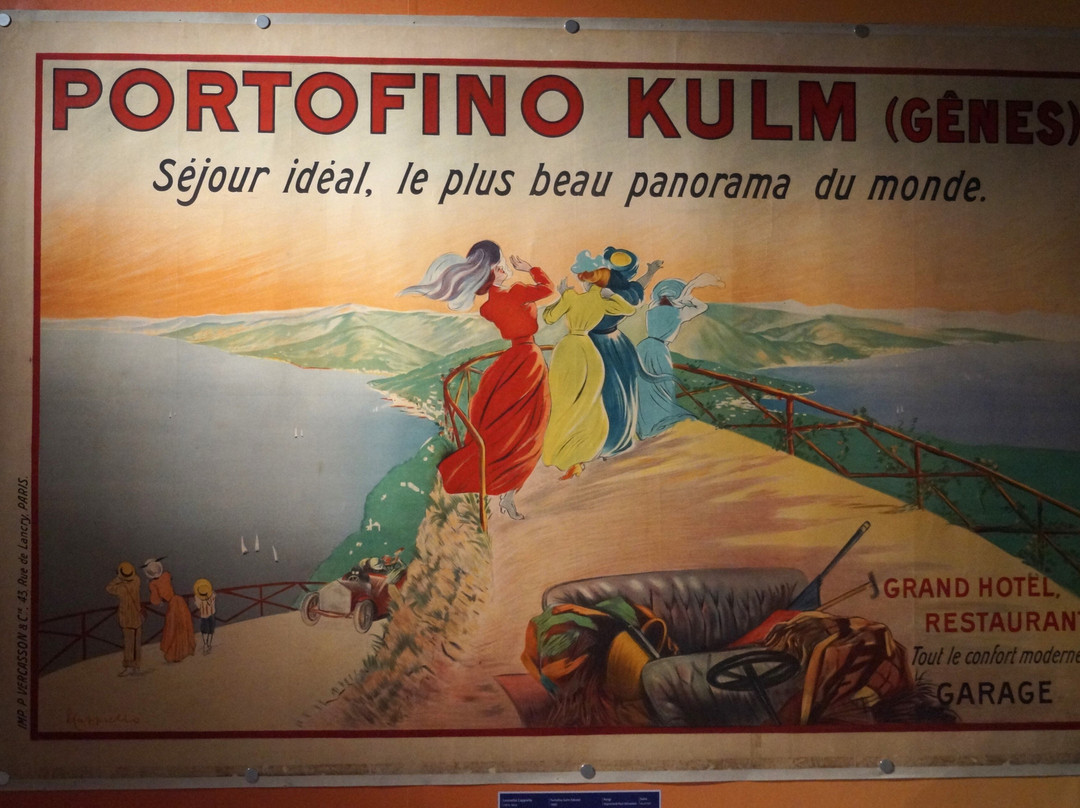 PORTOFINO KULM (GÊNES)
Séjour idéal, le plus beau panorama du monde.
GRAND HOTEL,
RESTAURANT
Tout le confort moderne
GARAGE
IMP. P. VERCASSON & Cie. 43 Rue de Lancry. PARIS.